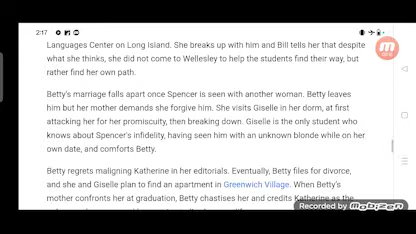 2:17
Languages Center on Long Island. She breaks up with him and Bill tells her that despite
what she thinks, she did not come to Wellesley to help the students find their way, but
rather find her own path.
Betty's marriage falls apart once Spencer is seen with another woman. Betty leaves
him but her mother demands she forgive him. She visits Giselle in her dorm, at first
attacking her for her promiscuity, then breaking down. Giselle is the only student who
knows about Spencer's infidelity, having seen him with an unknown blonde while on her
own date, and comforts Betty.
Betty regrets maligning Katherine in her editorials. Eventually, Betty files for divorce,
and she and Giselle plan to find an apartment in Greenwich Village. When Betty's
mother confronts her at graduation, Betty chastises her and credits Katherine as the
Recorded by MOBIZEN